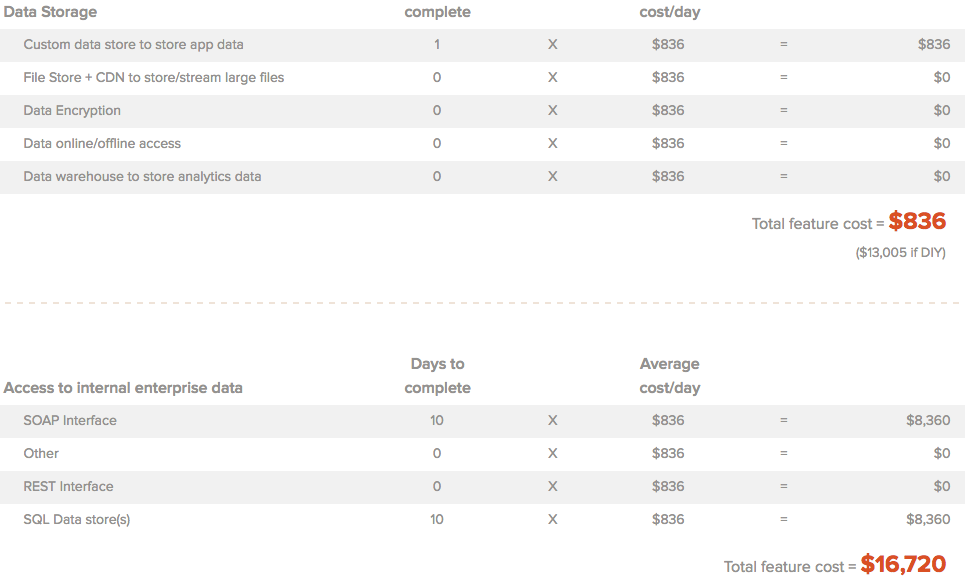 Data Storage complete cost/day
Custom data store to store app data 1 X $836 = $836
File Store + CDN to store/stream large files 0 X $836 = $0
Data Encryption 0 X $836 = $0
Data online/offline access 0 X $836 = $0
Data warehouse to store analytics data 0 X $836 = $0
Total feature cost = $836
($13,005 if DIY)
Days to Average
Access to internal enterprise data complete cost/day
SOAP Interface 10 X $836 = $8,360
Other 0 X $836 = $0
REST Interface 0 X $836 = $0
SQL Data store(s) 10 X $836 = $8,360
Total feature cost = $16,720